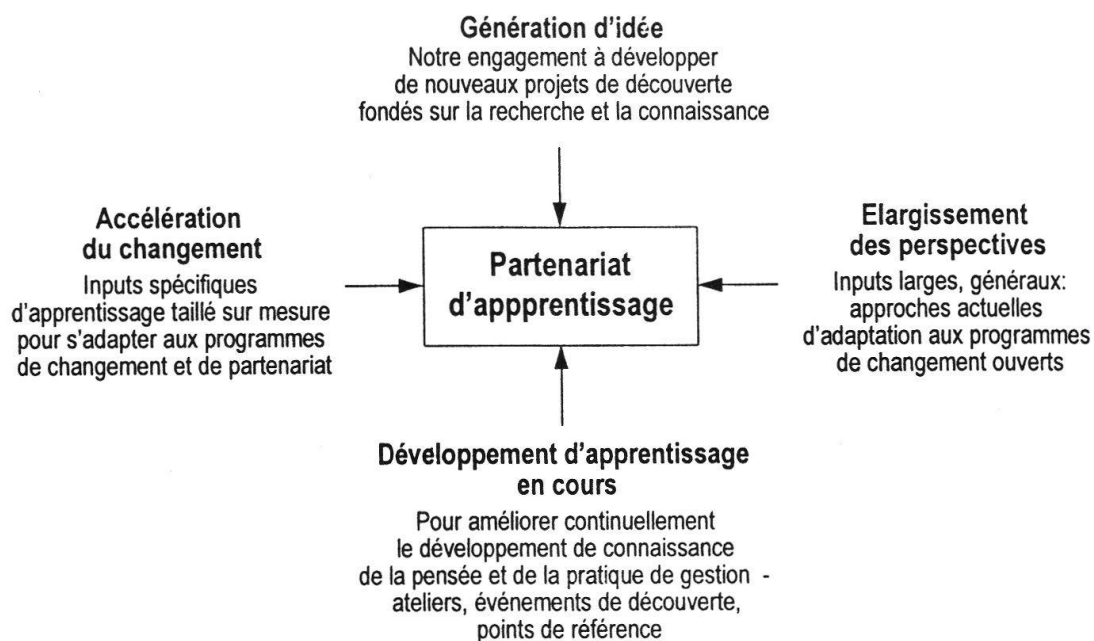 Génération d'idée
Notre engagement à développer
de nouveaux projets de découverte
fondés sur la recherche et la connaissance
Accélération
du changement
Inputs spécifiques
d'apprentissage taillé sur mesure
pour s'adapter aux programmes
de changement et de partenariat
Partenariat
d'appprentissage
Elargissement
des perspectives
Inputs larges, généraux:
approches actuelles
d'adaptation aux programmes
de changement ouverts
Développement d'apprentissage
en cours
Pour améliorer continuellement
le développement de connaissance
de la pensée et de la pratique de gestion -
ateliers, événements de découverte,
points de référence